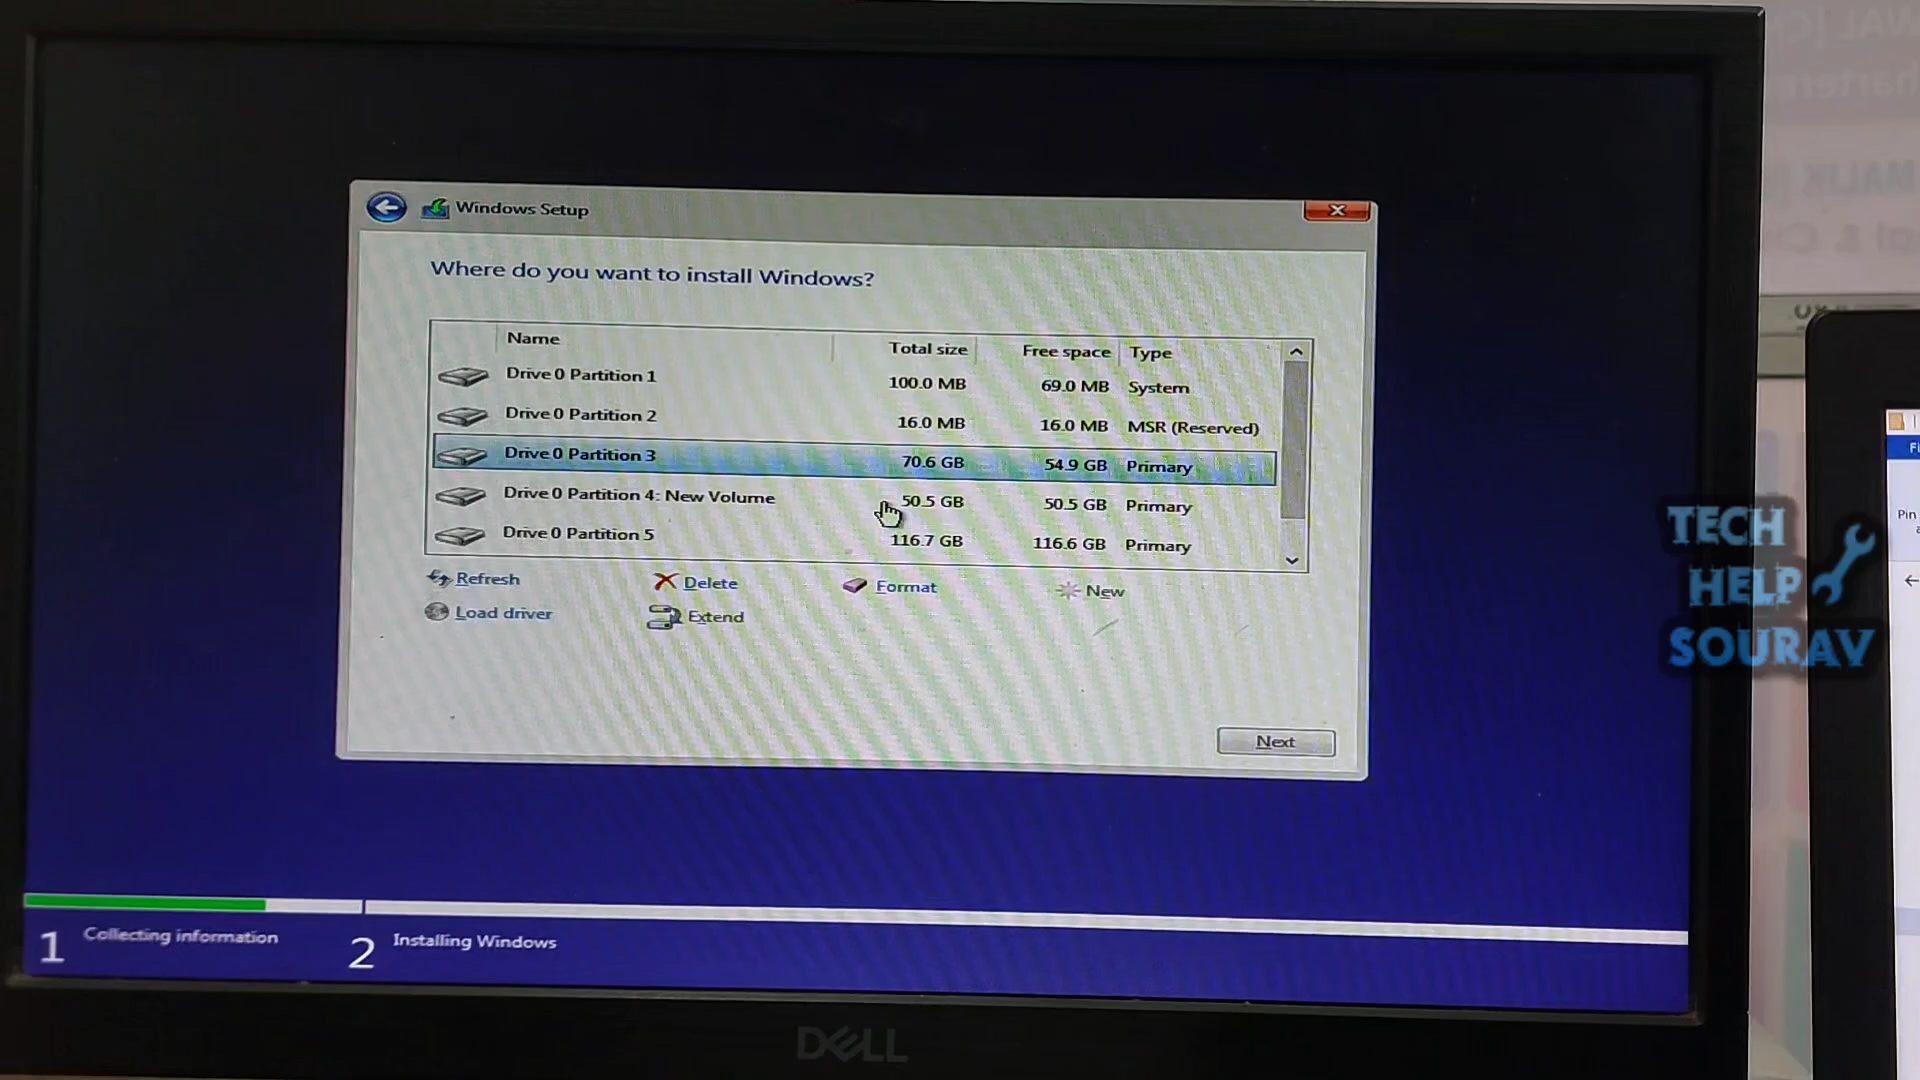 Windows Setup
Where do you want to install Windows?
Name Total size Free space Type
Drive 0 Partition 1 100.0 MB 69.0 MB System
Drive 0 Partition 2 16.0 MB 16.0 MB MSR (Reserved)
Drive 0 Partition 3 70.6 GB 54.9 GB Primary
Drive 0 Partition 4: New Volume 50.5 GB 50.5 GB Primary
Drive 0 Partition 5 116.7 GB 116.6 GB Primary
Refresh Delete Format New
Load driver Extend
Next
1 Collecting information 2 Installing Windows
DELL
TECH
HELP
SOURAV
Pin